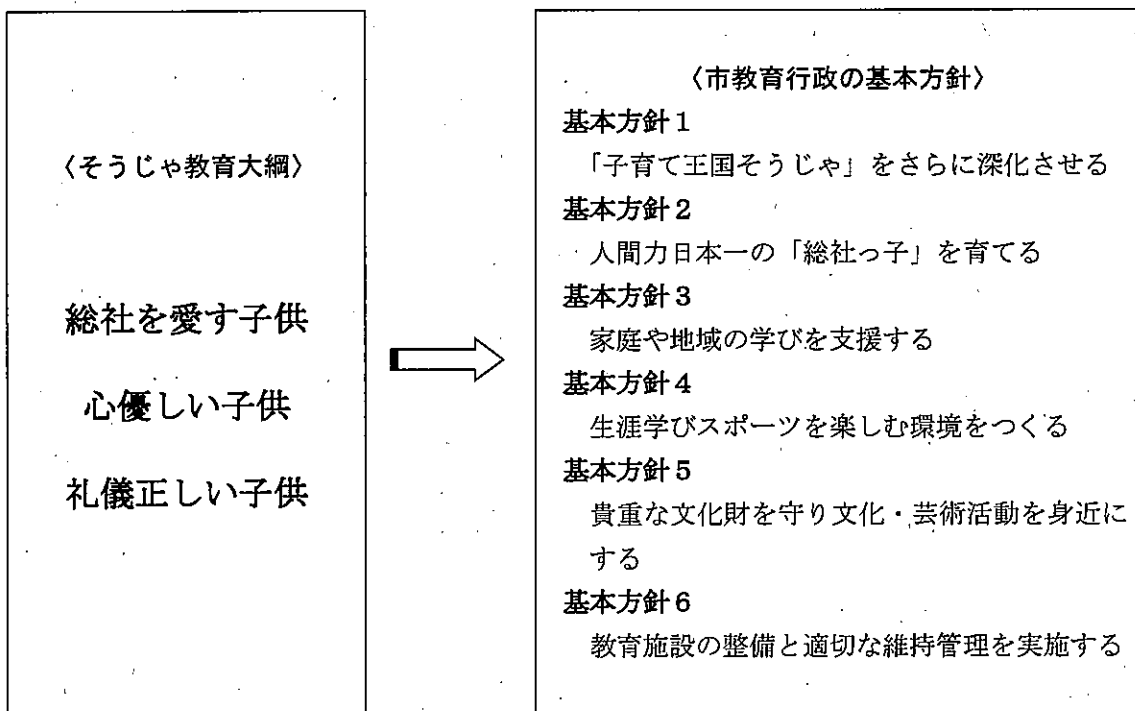 〈そうじゃ教育大綱〉
総社を愛す子供
心優しい子供
礼儀正しい子供
〈市教育行政の基本方針〉
基本方針1
「子育て王国そうじゃ」をさらに深化させる
基本方針2
人間力日本一の「総社っ子」を育てる
基本方針3
家庭や地域の学びを支援する
基本方針4
生涯学びスポーツを楽しむ環境をつくる
基本方針5
貴重な文化財を守り文化・芸術活動を身近に
する
基本方針6
教育施設の整備と適切な維持管理を実施する